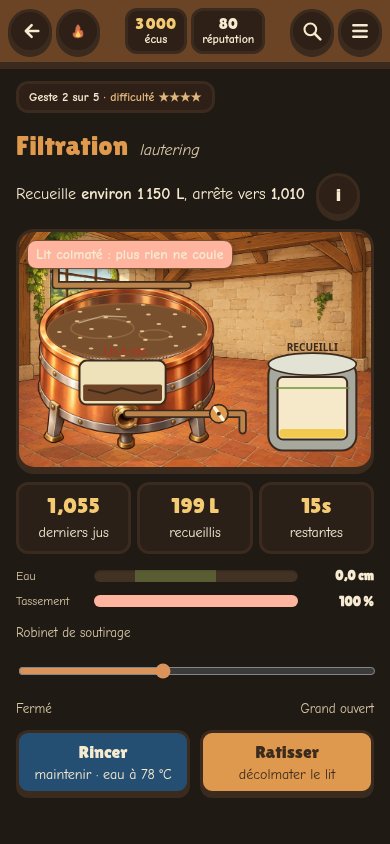 3 000
écus
80
réputation
Geste 2 sur 5 · difficulté ★★★★
Filtration lautering
Recueille environ 1 150 L, arrête vers 1,010
i
Lit colmaté : plus rien ne coule
RECUEILLI
1,055
derniers jus
199 L
recueillis
15s
restantes
Eau
0,0 cm
Tassement
100 %
Robinet de soutirage
Fermé
Grand ouvert
Rincer
maintenir · eau à 78 °C
Ratisser
décolmater le lit